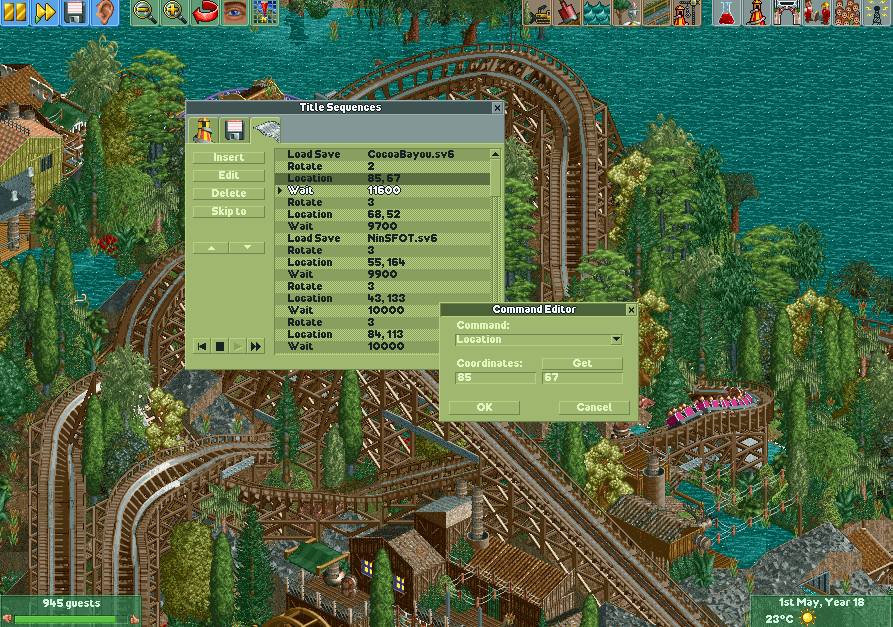 Title Sequences
Insert
Edit
Delete
Skip to
Load Save CocoaBayou.sv6
Rotate 2
Location 85, 67
Wait 11600
Rotate 3
Location 68, 52
Wait 9700
Load Save NinSFOT.sv6
Rotate 3
Location 55, 164
Wait 9900
Rotate 3
Location 43, 133
Wait 10000
Rotate 3
Location 84, 113
Wait 10000
Command Editor
Command:
Location
Coordinates: Get
85 67
OK Cancel
945 guests
1st May, Year 18
23°C